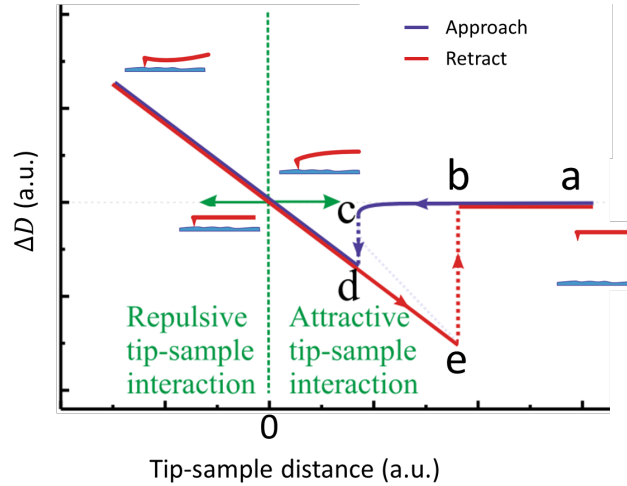 Approach
Retract
b
a
c
d
e
ΔD (a.u.)
Repulsive
tip-sample
interaction
Attractive
tip-sample
interaction
0
Tip-sample distance (a.u.)